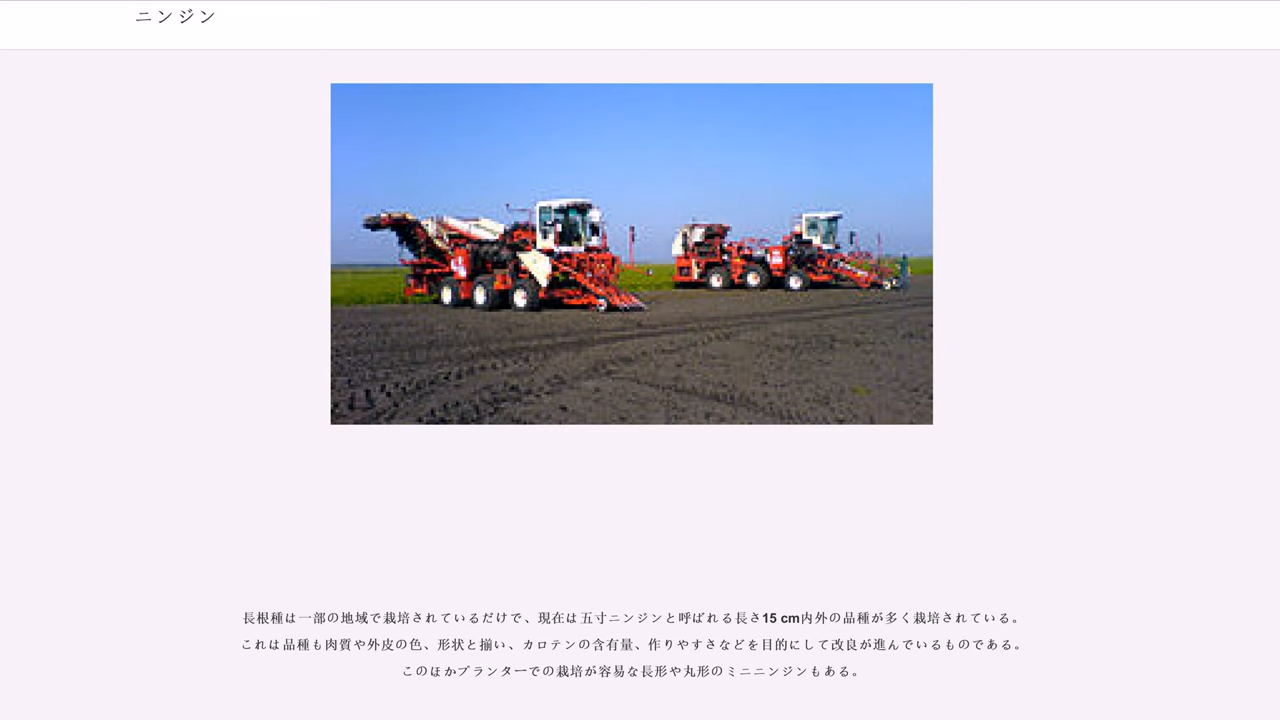 ニンジン
長根種は一部の地域で栽培されているだけで、現在は五寸ニンジンと呼ばれる長さ15 cm内外の品種が多く栽培されている。
これは品種も肉質や外皮の色、形状と揃い、カロテンの含有量、作りやすさなどを目的にして改良が進んでいるものである。
このほかプランターでの栽培が容易な長形や丸形のミニニンジンもある。